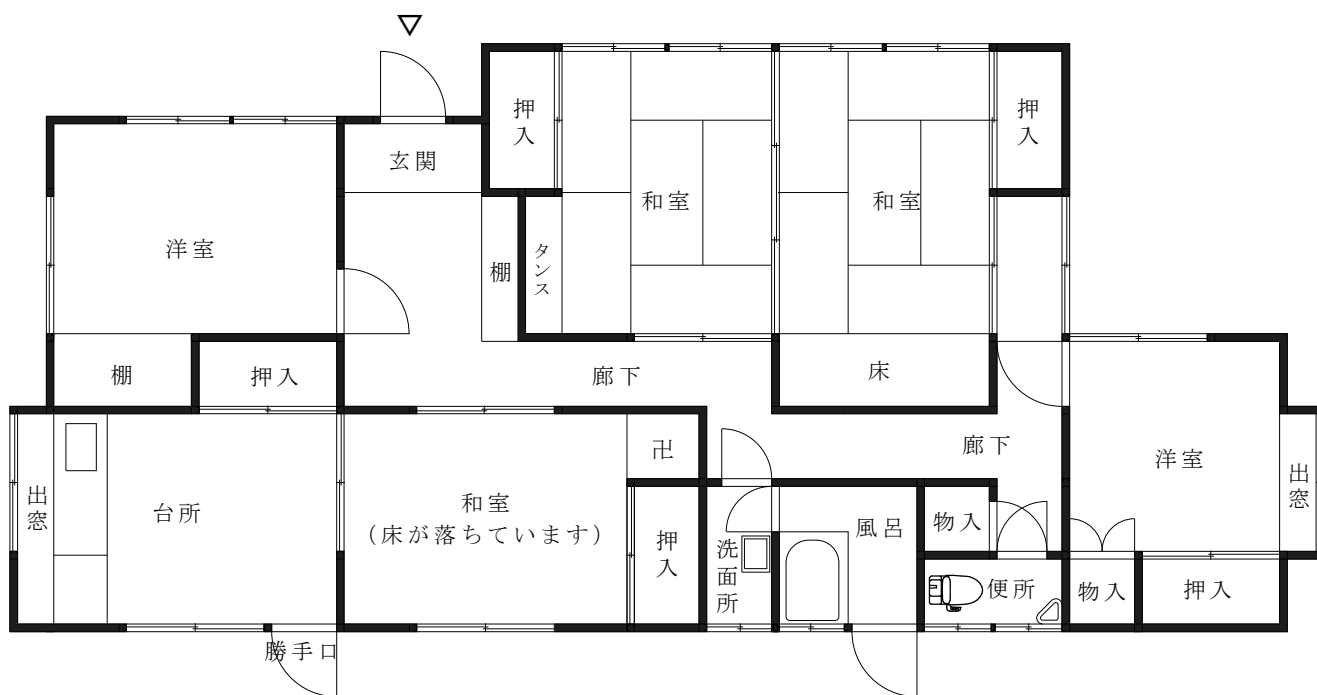 玄関
押入
和室
和室
押入
洋室
棚
タンス
棚
押入
廊下
床
出窓
台所
和室
(床が落ちています)
卍
押入
洗面所
風呂
物入
廊下
便所
洋室
出窓
物入
押入
勝手口